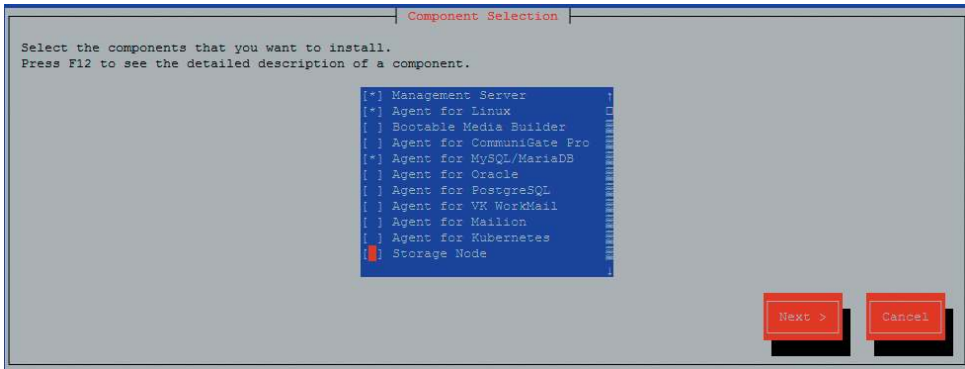 Component Selection
Select the components that you want to install.
Press F12 to see the detailed description of a component.
[*] Management Server
[*] Agent for Linux
[ ] Bootable Media Builder
[ ] Agent for CommuniGate Pro
[*] Agent for MySQL/MariaDB
[ ] Agent for Oracle
[ ] Agent for PostgreSQL
[ ] Agent for VK WorkMail
[ ] Agent for Mailion
[ ] Agent for Kubernetes
[ ] Storage Node
Next > Cancel